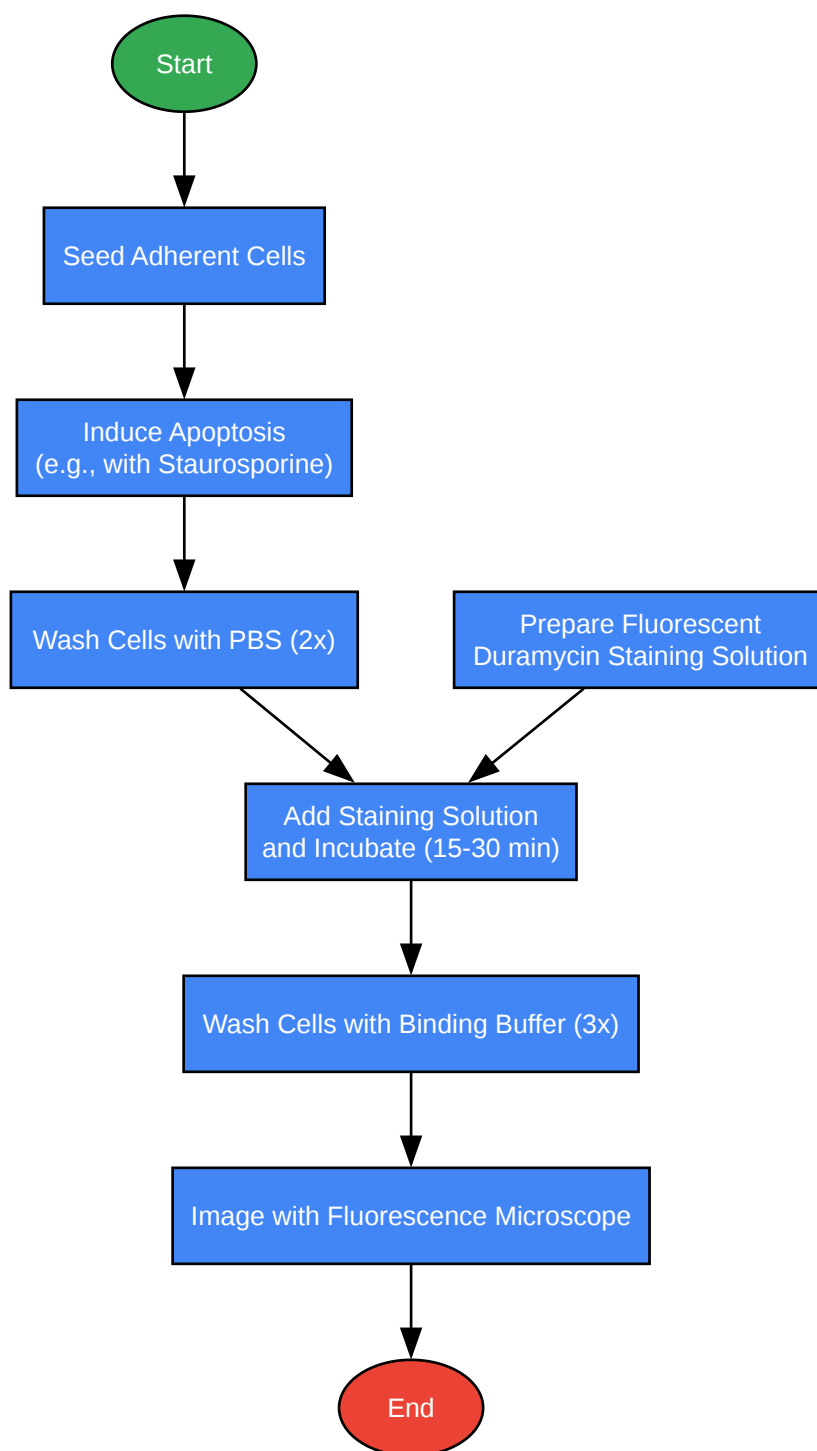 Start
Seed Adherent Cells
Induce Apoptosis
(e.g., with Staurosporine)
Wash Cells with PBS (2x)
Prepare Fluorescent
Duramycin Staining Solution
Add Staining Solution
and Incubate (15-30 min)
Wash Cells with Binding Buffer (3x)
Image with Fluorescence Microscope
End